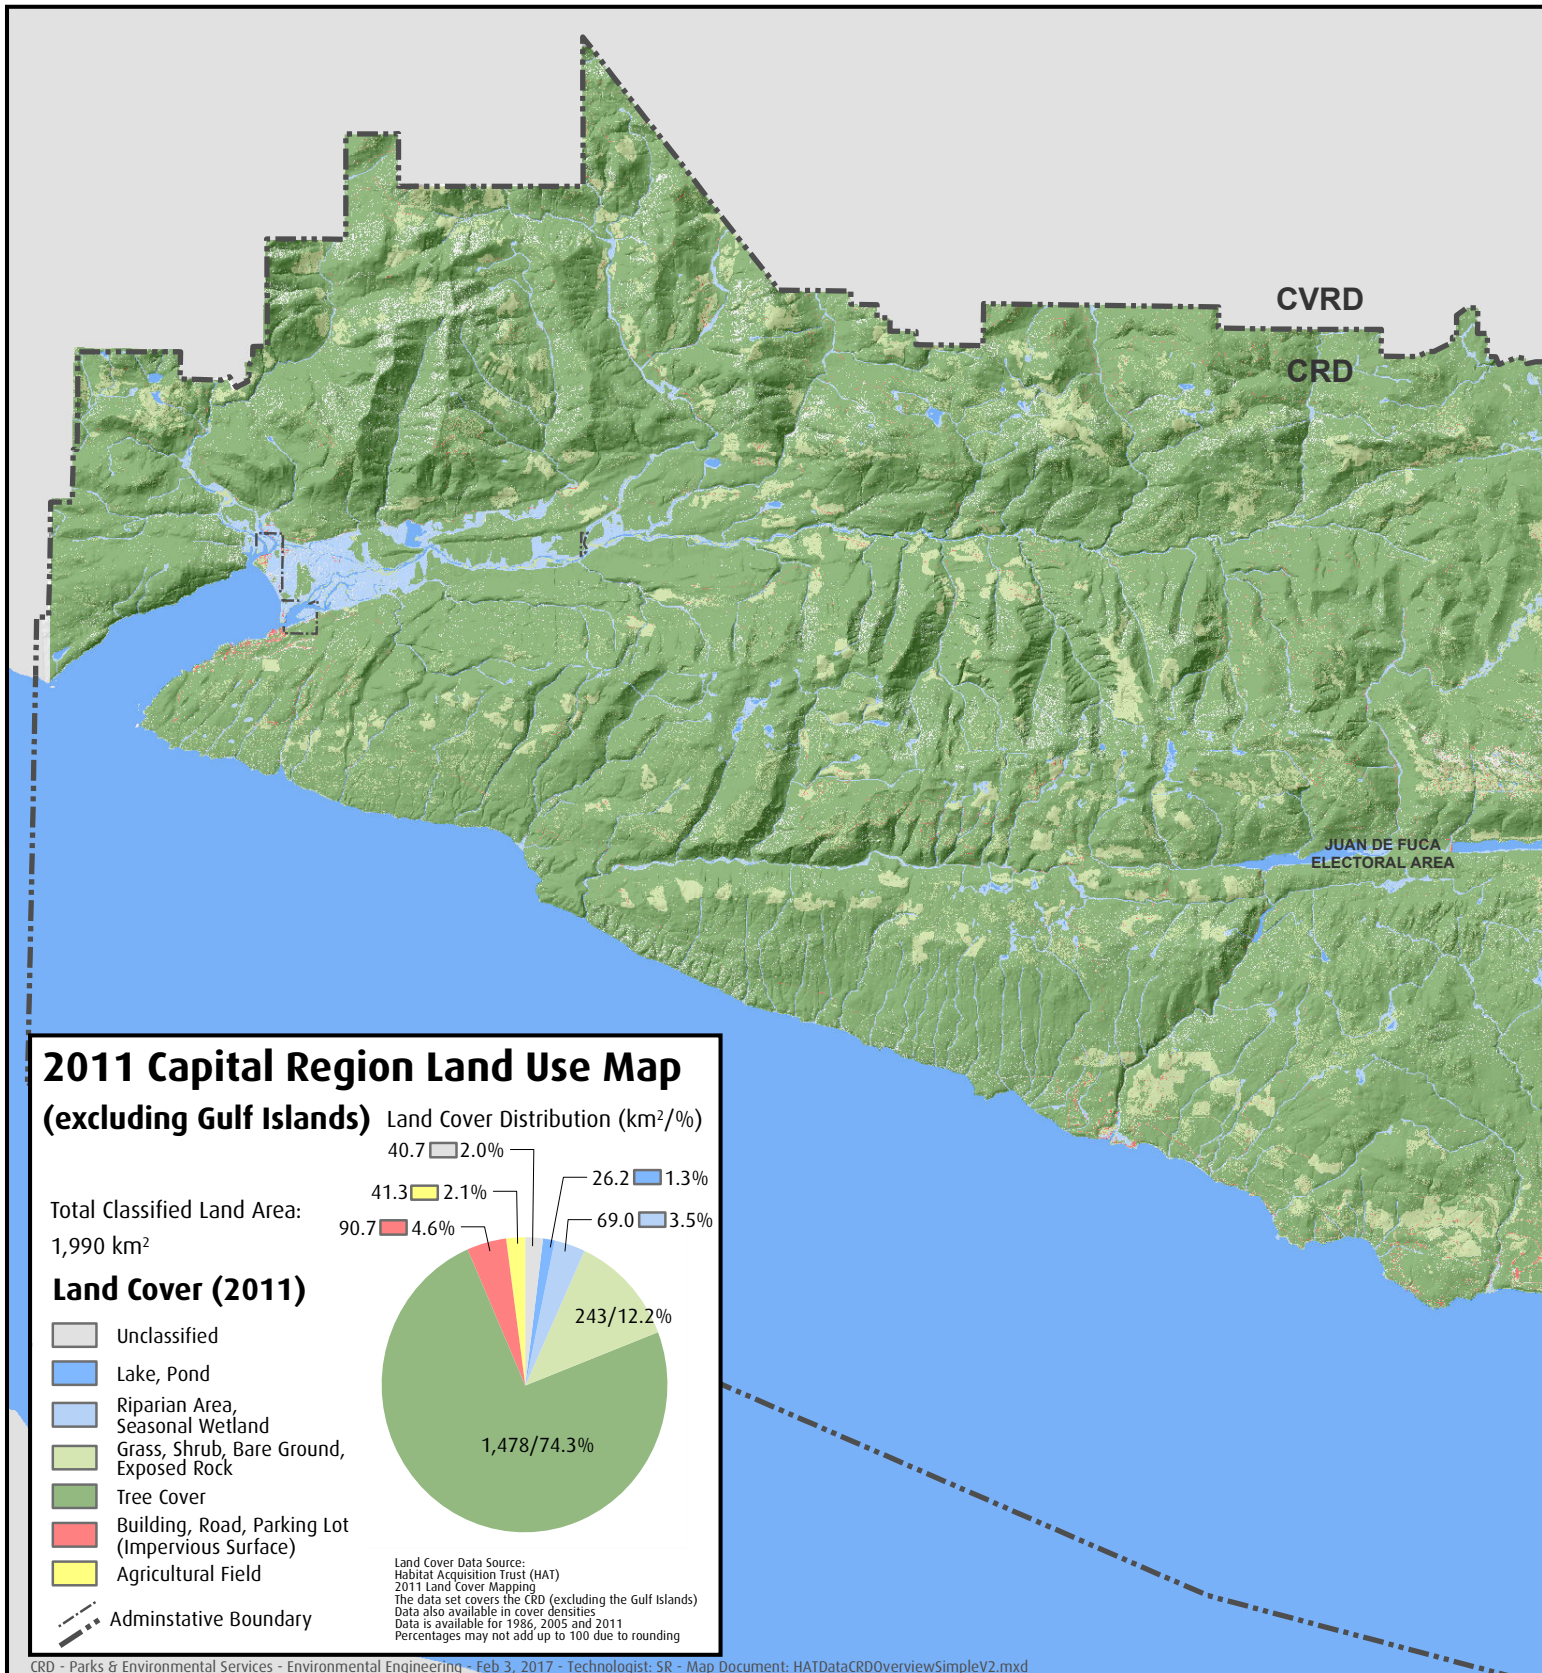 CVRD
CRD
JUAN DE FUCA
ELECTORAL AREA
2011 Capital Region Land Use Map
(excluding Gulf Islands)
Land Cover Distribution (km²/%)
40.7 2.0%
26.2 1.3%
41.3 2.1%
69.0 3.5%
90.7 4.6%
Total Classified Land Area:
1,990 km²
243/12.2%
1,478/74.3%
Land Cover (2011)
Unclassified
Lake, Pond
Riparian Area,
Seasonal Wetland
Grass, Shrub, Bare Ground,
Exposed Rock
Tree Cover
Building, Road, Parking Lot
(Impervious Surface)
Agricultural Field
Adminstative Boundary
Land Cover Data Source:
Habitat Acquisition Trust (HAT)
2011 Land Cover Mapping
The data set covers the CRD (excluding the Gulf Islands)
Data also available in cover densities
Data is available for 1986, 2005 and 2011
Percentages may not add up to 100 due to rounding
CRD - Parks & Environmental Services - Environmental Engineering - Feb 3, 2017 - Technologist: SR - Map Document: HATDataCRDOverviewSimpleV2.mxd